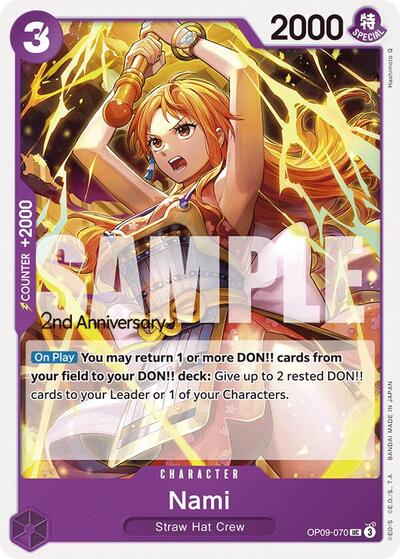 3
2000
特
SPECIAL
Hashimoto Q
COUNTER +2000
SAMPLE
2nd Anniversary
On Play You may return 1 or more DON!! cards from
your field to your DON!! deck: Give up to 2 rested DON!!
cards to your Leader or 1 of your Characters.
CHARACTER
Nami
Straw Hat Crew
OP09-070 UC 3
©E.O./S. ©E.O./S., T.A. BANDAI MADE IN JAPAN